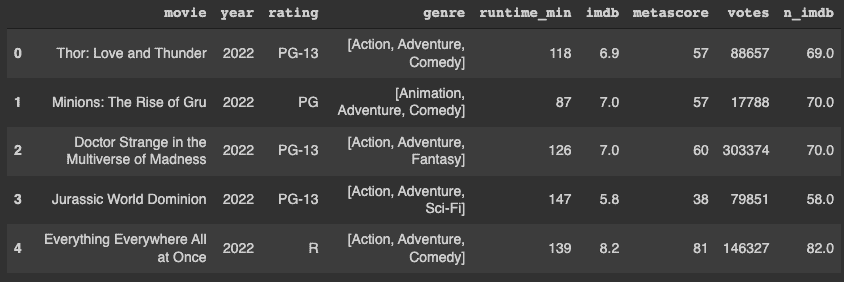 movie year rating genre runtime_min imdb metascore votes n_imdb
0 Thor: Love and Thunder 2022 PG-13 [Action, Adventure, Comedy] 118 6.9 57 88657 69.0
1 Minions: The Rise of Gru 2022 PG [Animation, Adventure, Comedy] 87 7.0 57 17788 70.0
2 Doctor Strange in the Multiverse of Madness 2022 PG-13 [Action, Adventure, Fantasy] 126 7.0 60 303374 70.0
3 Jurassic World Dominion 2022 PG-13 [Action, Adventure, Sci-Fi] 147 5.8 38 79851 58.0
4 Everything Everywhere All at Once 2022 R [Action, Adventure, Comedy] 139 8.2 81 146327 82.0